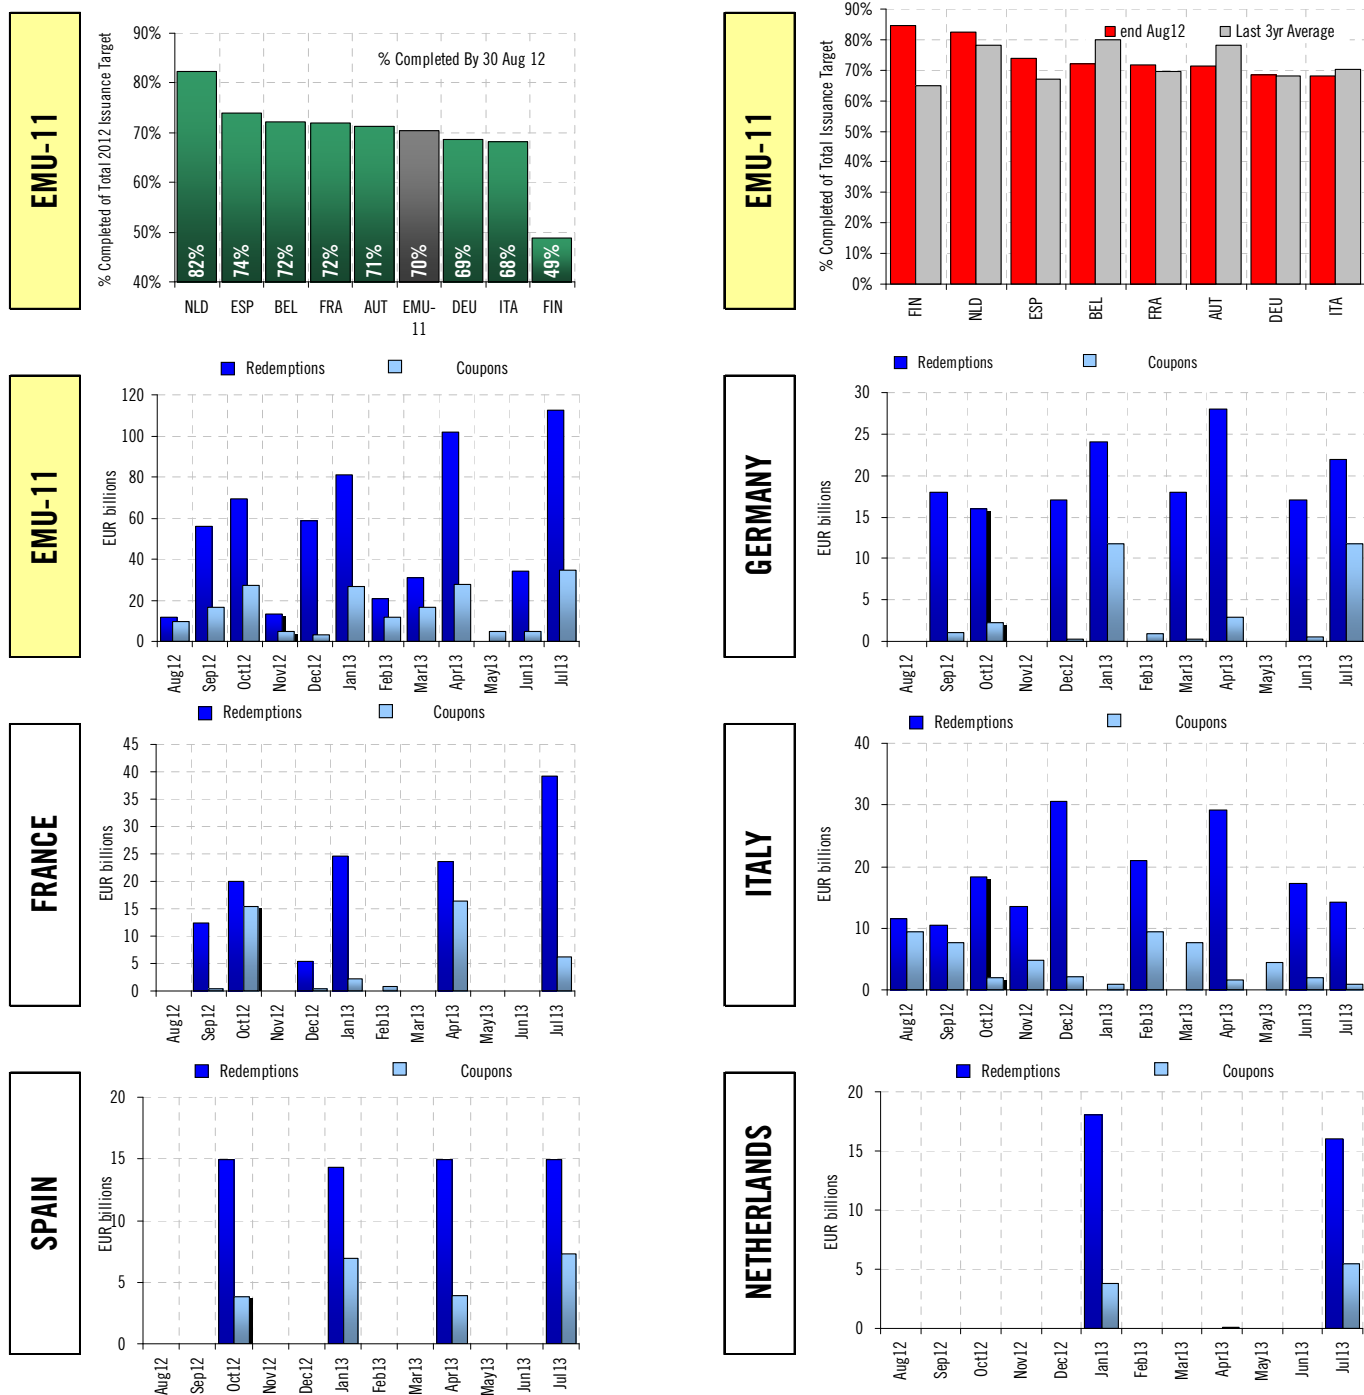 EMU-11
% Completed of Total 2012 Issuance Target
90%
80%
70%
60%
50%
40%
% Completed By 30 Aug 12
82%
74%
72%
72%
71%
70%
69%
68%
49%
NLD ESP BEL FRA AUT EMU-11 DEU ITA FIN
EMU-11
% Completed of Total Issuance Target
90%
80%
70%
60%
50%
40%
30%
20%
10%
0%
end Aug12 Last 3yr Average
FIN NLD ESP BEL FRA AUT DEU ITA
EMU-11
Redemptions Coupons
EUR billions
120
100
80
60
40
20
0
Aug12 Sep12 Oct12 Nov12 Dec12 Jan13 Feb13 Mar13 Apr13 May13 Jun13 Jul13
GERMANY
Redemptions Coupons
EUR billions
30
25
20
15
10
5
0
Aug12 Sep12 Oct12 Nov12 Dec12 Jan13 Feb13 Mar13 Apr13 May13 Jun13 Jul13
FRANCE
Redemptions Coupons
EUR billions
45
40
35
30
25
20
15
10
5
0
Aug12 Sep12 Oct12 Nov12 Dec12 Jan13 Feb13 Mar13 Apr13 May13 Jun13 Jul13
ITALY
Redemptions Coupons
EUR billions
40
30
20
10
0
Aug12 Sep12 Oct12 Nov12 Dec12 Jan13 Feb13 Mar13 Apr13 May13 Jun13 Jul13
SPAIN
Redemptions Coupons
EUR billions
20
15
10
5
0
Aug12 Sep12 Oct12 Nov12 Dec12 Jan13 Feb13 Mar13 Apr13 May13 Jun13 Jul13
NETHERLANDS
Redemptions Coupons
EUR billions
20
15
10
5
0
Aug12 Sep12 Oct12 Nov12 Dec12 Jan13 Feb13 Mar13 Apr13 May13 Jun13 Jul13